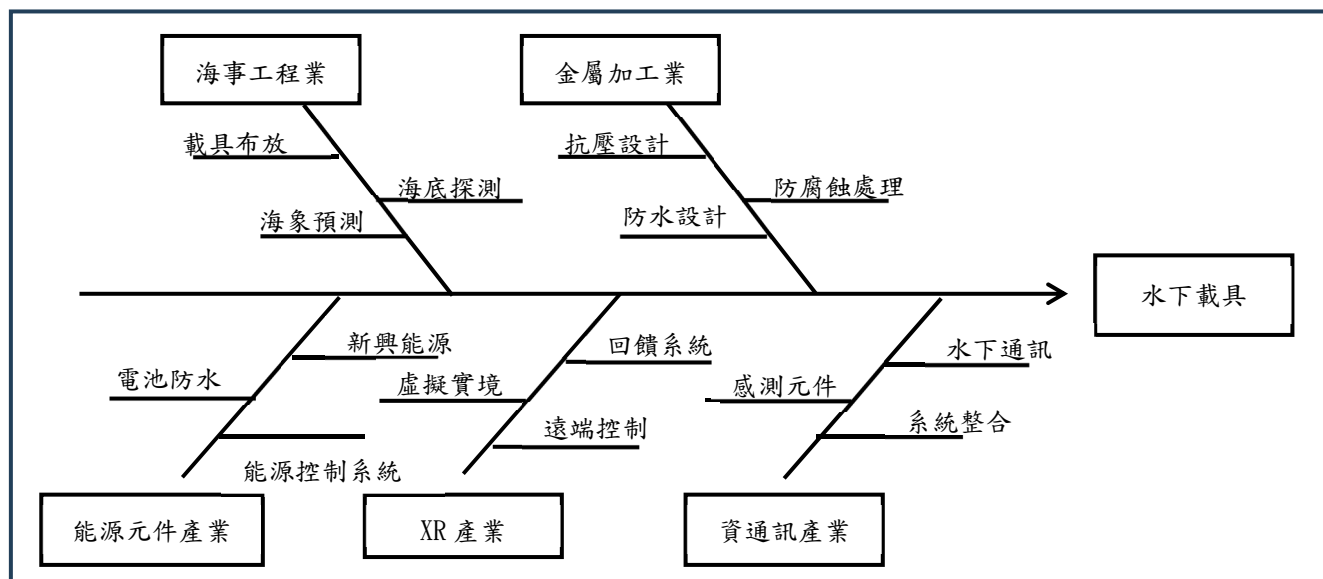 海事工程業
金屬加工業
載具布放
抗壓設計
海底探測
防腐蝕處理
海象預測
防水設計
水下載具
新興能源
回饋系統
水下通訊
電池防水
虛擬實境
感測元件
遠端控制
系統整合
能源控制系統
能源元件產業
XR 產業
資通訊產業